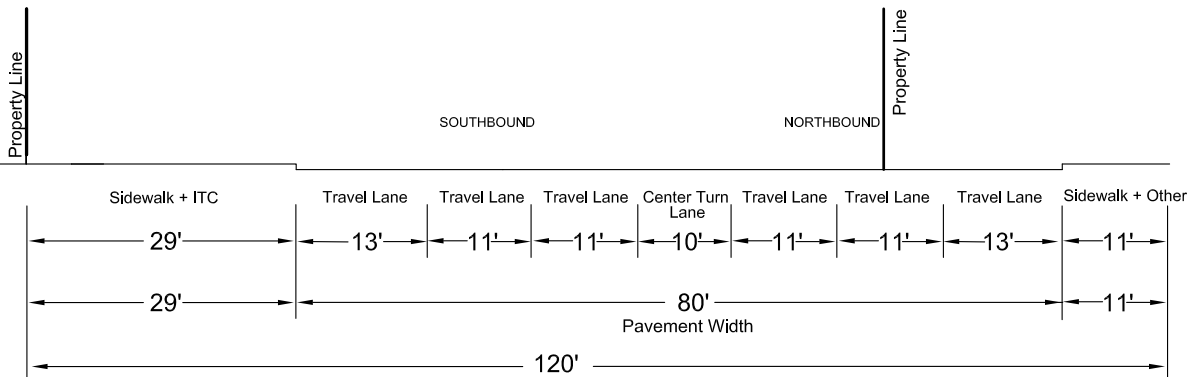 Property Line
Property Line
SOUTHBOUND
NORTHBOUND
Sidewalk + ITC
Travel Lane
Travel Lane
Travel Lane
Center Turn
Lane
Travel Lane
Travel Lane
Travel Lane
Sidewalk + Other
29'
13'
11'
11'
10'
11'
11'
13'
11'
29'
80'
11'
Pavement Width
120'